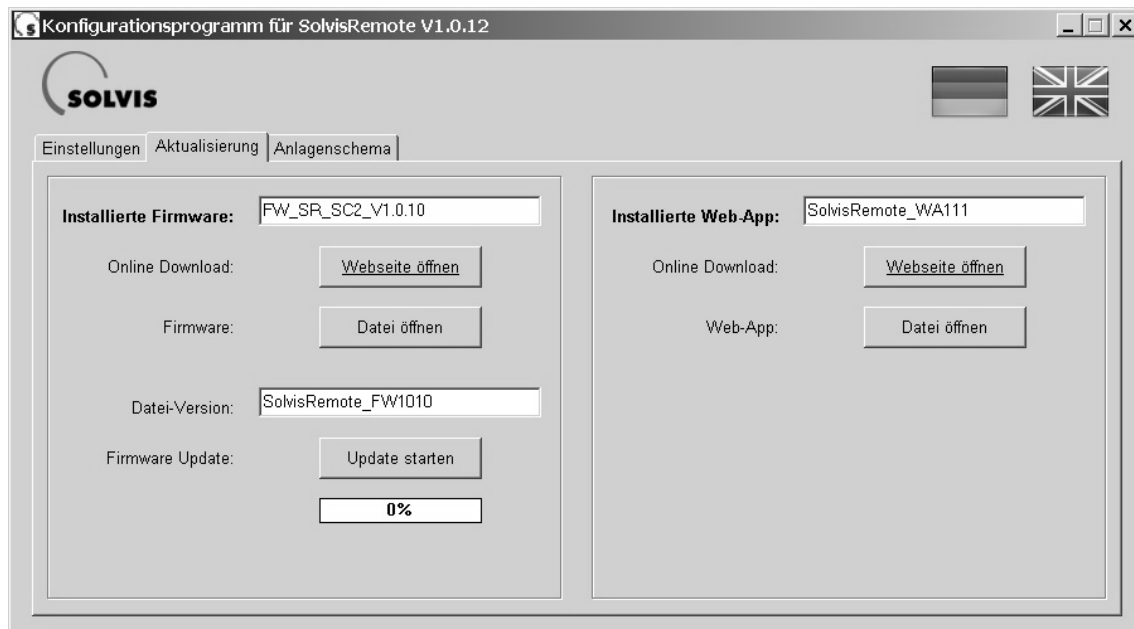 Konfigurationsprogramm für SolvisRemote V1.0.12
SOLVIS
Einstellungen Aktualisierung Anlagenschema
Installierte Firmware: FW_SR_SC2_V1.0.10
Online Download: Webseite öffnen
Firmware: Datei öffnen
Datei-Version: SolvisRemote_FW1010
Firmware Update: Update starten
0%
Installierte Web-App: SolvisRemote_WA111
Online Download: Webseite öffnen
Web-App: Datei öffnen